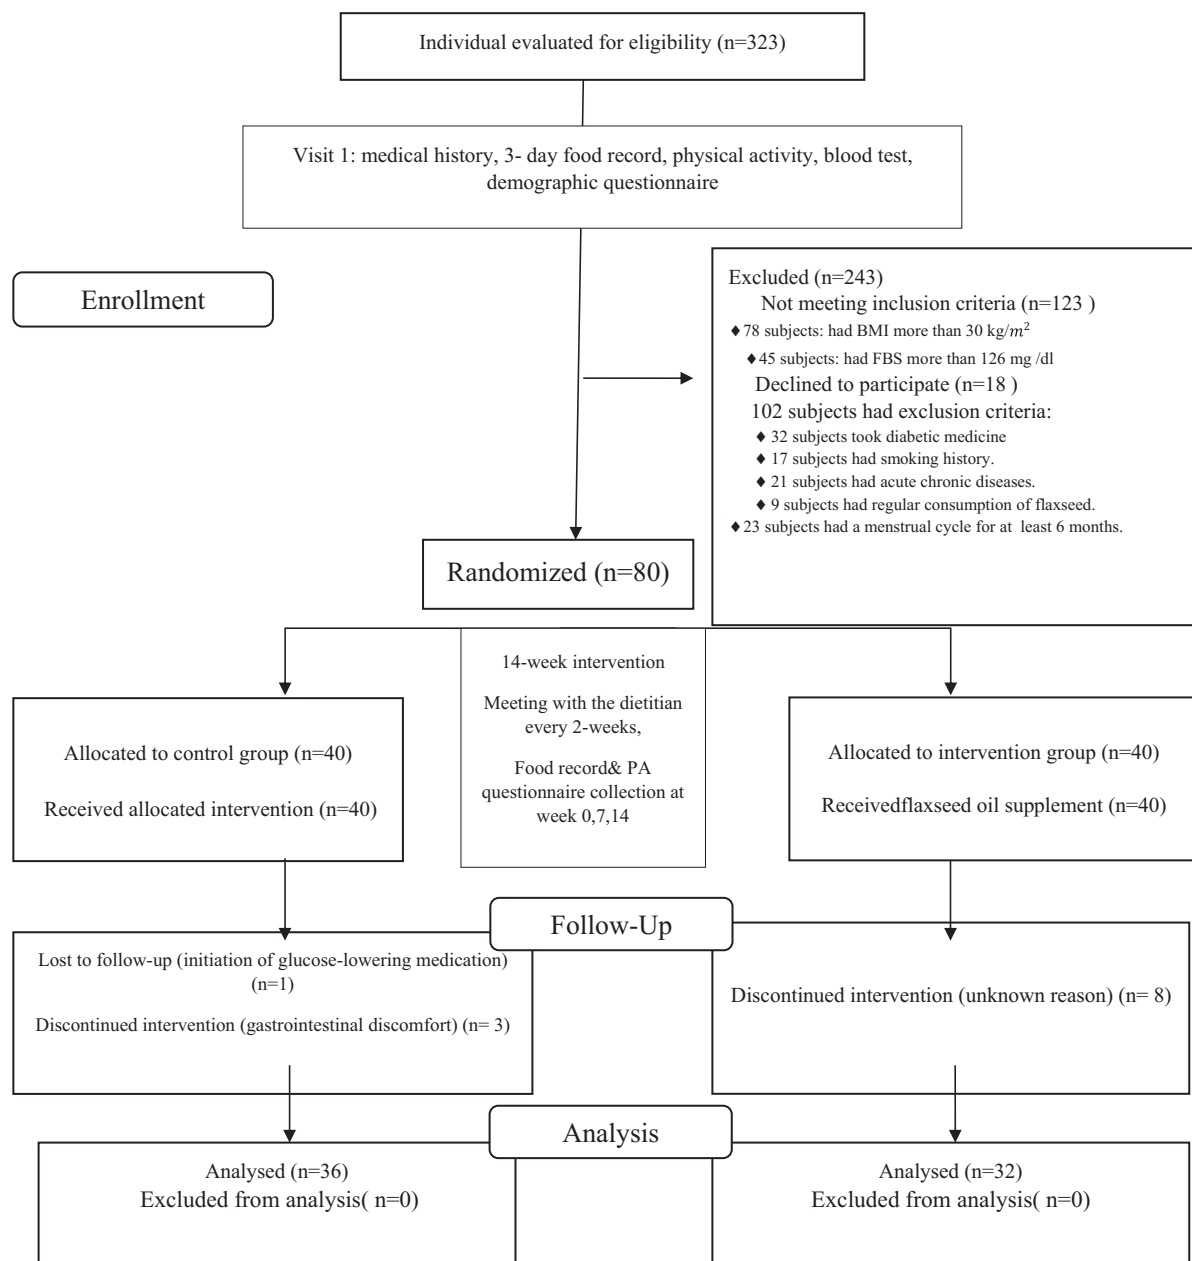 Individual evaluated for eligibility (n=323)
Visit 1: medical history, 3- day food record, physical activity, blood test,
demographic questionnaire
Enrollment
Excluded (n=243)
Not meeting inclusion criteria (n=123 )
♦78 subjects: had BMI more than 30 kg/m²
♦45 subjects: had FBS more than 126 mg /dl
Declined to participate (n=18 )
102 subjects had exclusion criteria:
♦ 32 subjects took diabetic medicine
♦ 17 subjects had smoking history.
♦ 21 subjects had acute chronic diseases.
♦ 9 subjects had regular consumption of flaxseed.
♦23 subjects had a menstrual cycle for at least 6 months.
Randomized (n=80)
14-week intervention
Meeting with the dietitian
every 2-weeks,
Food record& PA
questionnaire collection at
week 0,7,14
Allocated to control group (n=40)
Received allocated intervention (n=40)
Allocated to intervention group (n=40)
Receivedflaxseed oil supplement (n=40)
Follow-Up
Lost to follow-up (initiation of glucose-lowering medication)
(n=1)
Discontinued intervention (gastrointestinal discomfort) (n= 3)
Discontinued intervention (unknown reason) (n= 8)
Analysis
Analysed (n=36)
Excluded from analysis( n=0)
Analysed (n=32)
Excluded from analysis( n=0)